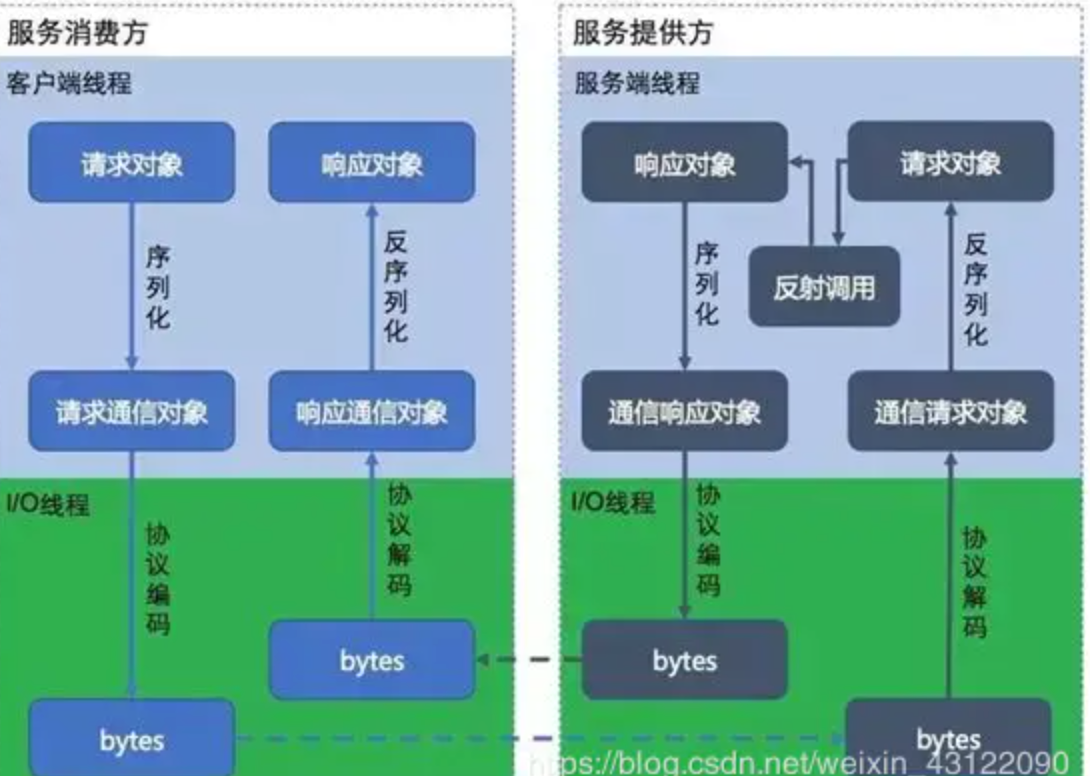 服务消费方
客户端线程
请求对象
响应对象
序列化
反序列化
请求通信对象
响应通信对象
I/O线程
协议编码
协议解码
bytes
bytes
服务提供方
服务端线程
响应对象
请求对象
反射调用
序列化
反序列化
通信响应对象
通信请求对象
I/O线程
协议编码
协议解码
bytes
bytes
https://blog.csdn.net/weixin_43122090